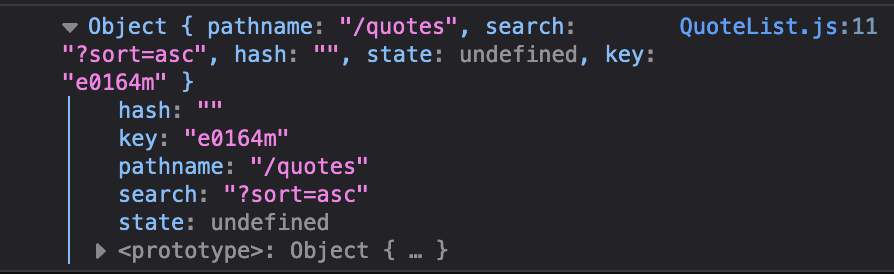 Object { pathname: "/quotes", search: QuoteList.js:11
"?sort=asc", hash: "", state: undefined, key:
"e0164m" }
hash: ""
key: "e0164m"
pathname: "/quotes"
search: "?sort=asc"
state: undefined
<prototype>: Object { … }